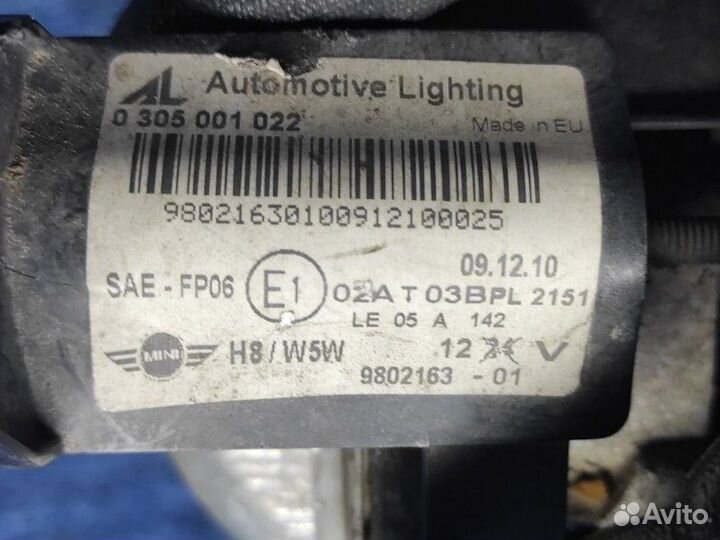 AL Automotive Lighting
0 305 001 022
Made in EU
98021630100912100025
09.12.10
SAE - FP06 E1 02A T 03BPL 2151
LE 05 A 142
MINI H8 / W5W 12 V
9802163 - 01
Avito